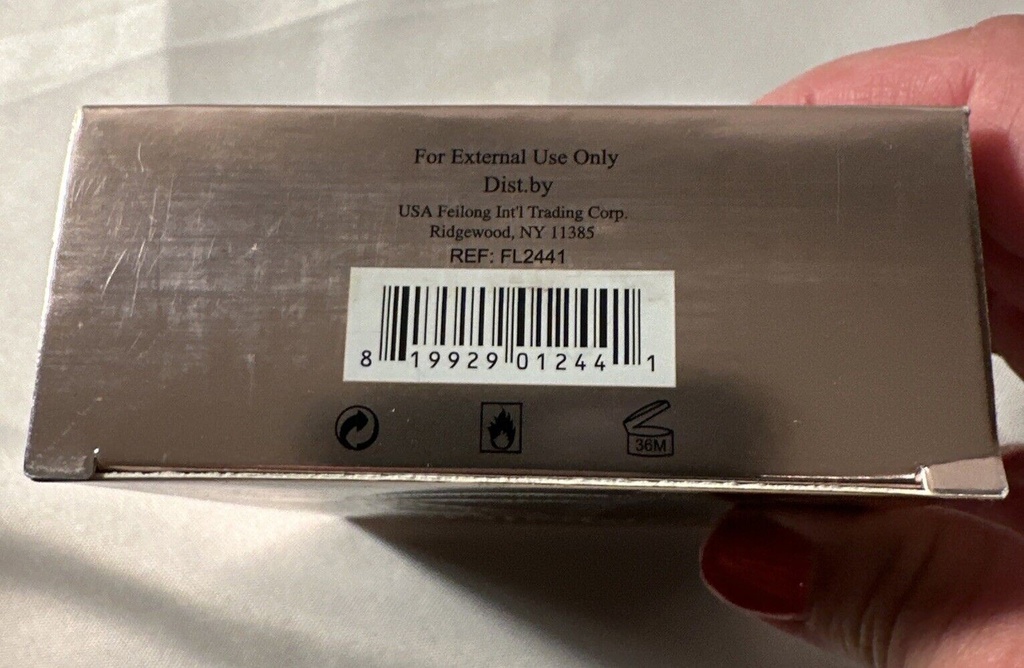 For External Use Only
Dist.by
USA Feilong Int'l Trading Corp.
Ridgewood, NY 11385
REF: FL2441
8 19929 01244 1
36M